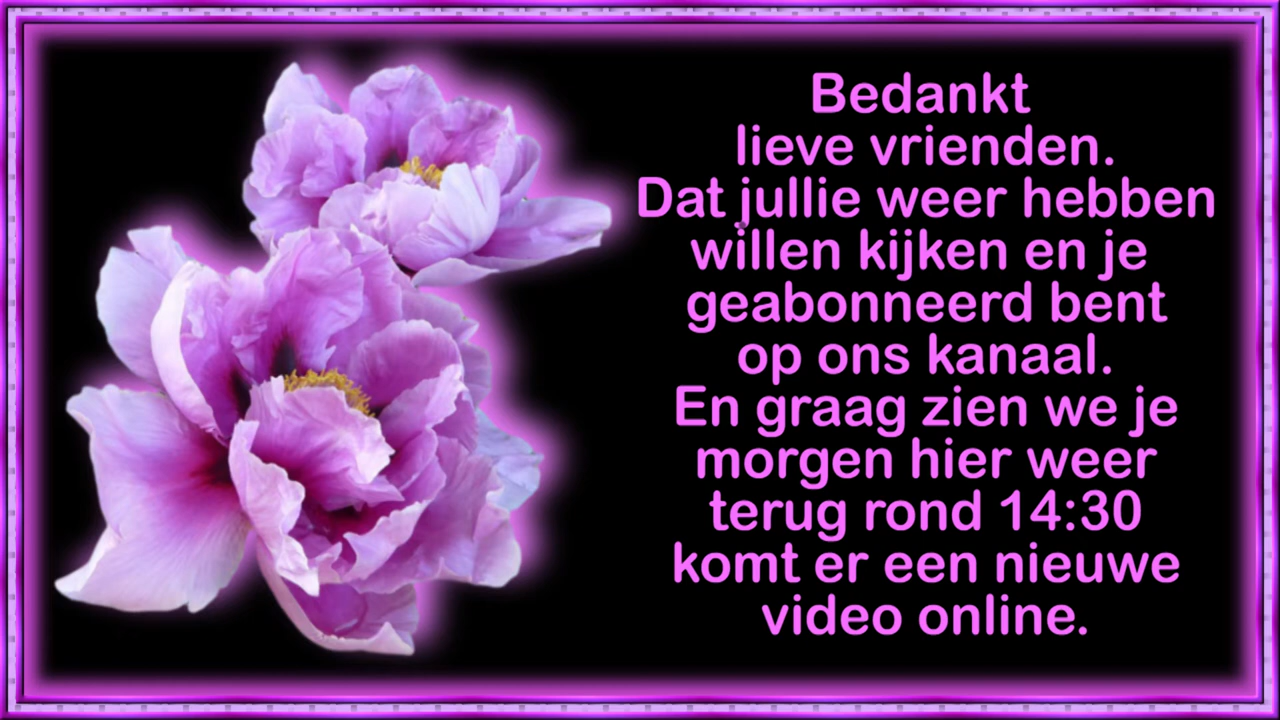 Bedankt
lieve vrienden.
Dat jullie weer hebben
willen kijken en je
geabonneerd bent
op ons kanaal.
En graag zien we je
morgen hier weer
terug rond 14:30
komt er een nieuwe
video online.